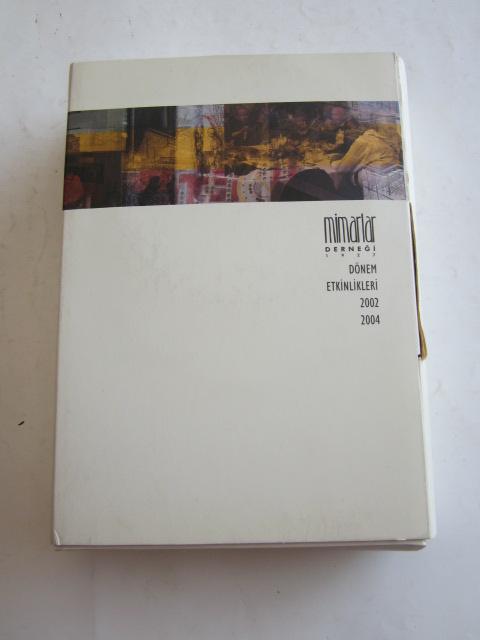 mimarlar
DERNEĞİ
1927
DÖNEM
ETKİNLİKLERİ
2002
2004